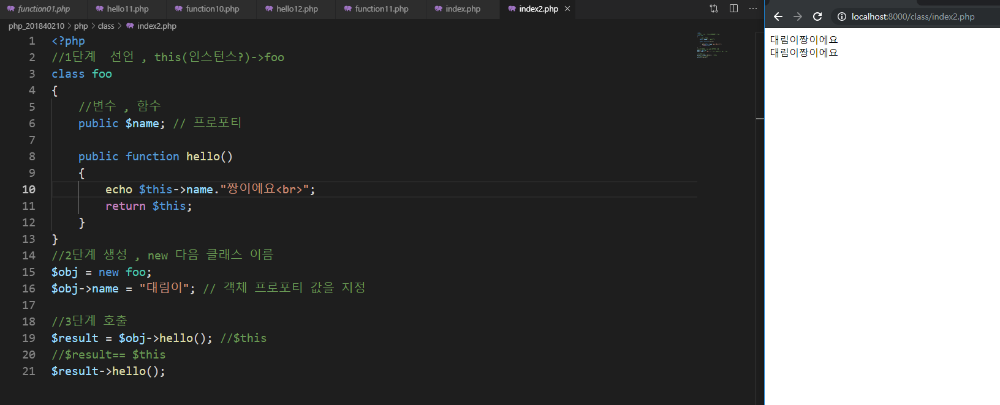 function01.php hello11.php function10.php hello12.php function11.php index.php index2.php
php_201840210 > php > class > index2.php
1 <?php
2 //1단계  선언 , this(인스턴스?)->foo
3 class foo
4 {
5     //변수 , 함수
6     public $name; // 프로포티
7
8     public function hello()
9     {
10         echo $this->name."짱이에요<br>";
11         return $this;
12     }
13 }
14 //2단계 생성 , new 다음 클래스 이름
15 $obj = new foo;
16 $obj->name = "대림이"; // 객체 프로포티 값을 지정
17
18 //3단계 호출
19 $result = $obj->hello(); //$this
20 //$result== $this
21 $result->hello();
localhost:8000/class/index2.php
대림이짱이에요
대림이짱이에요